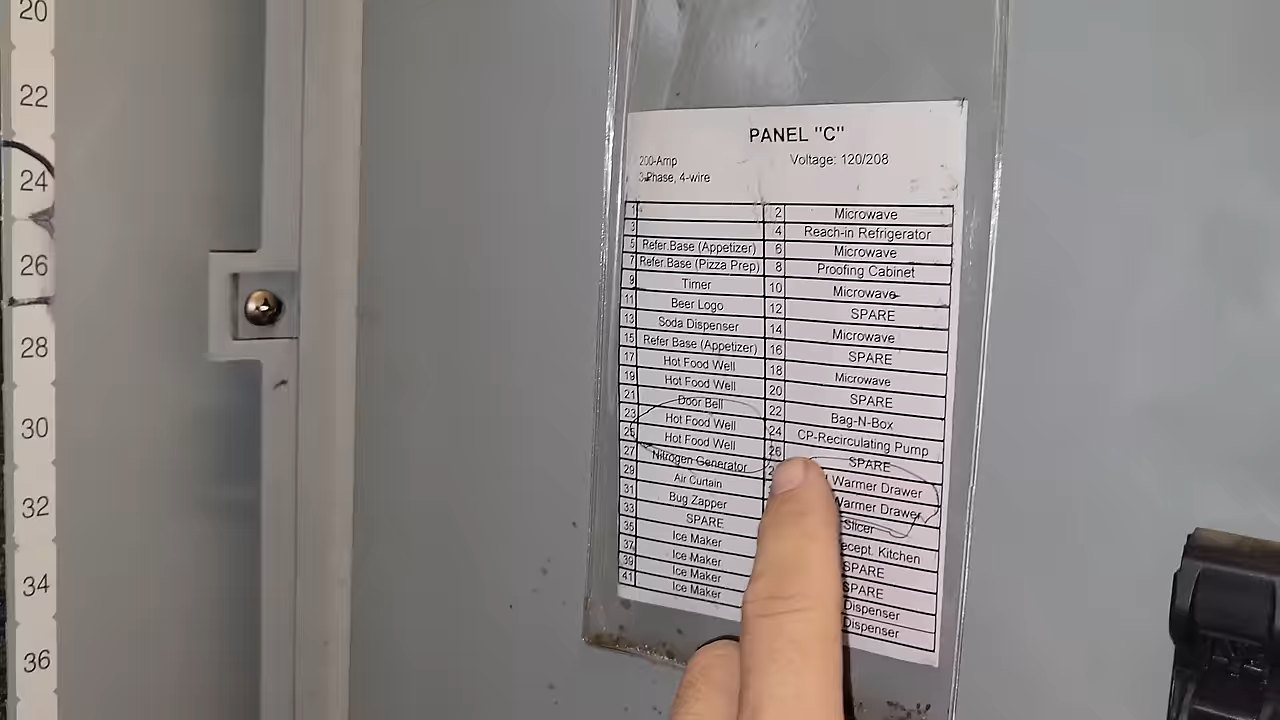 20
22
24
26
28
30
32
34
36
PANEL "C"
200-Amp Voltage: 120/208
3-Phase, 4-wire
1 2 Microwave
3 4 Reach-in Refrigerator
5 Refer.Base (Appetizer) 6 Microwave
7 Refer.Base (Pizza Prep) 8 Proofing Cabinet
9 Timer 10 Microwave
11 Beer Logo 12 SPARE
13 Soda Dispenser 14 Microwave
15 Refer Base (Appetizer) 16 SPARE
17 Hot Food Well 18 Microwave
19 Hot Food Well 20 SPARE
21 Door Bell 22 Bag-N-Box
23 Hot Food Well 24 CP-Recirculating Pump
25 Hot Food Well 26 SPARE
27 Nitrogen Generator Warmer Drawer
29 Air Curtain Warmer Drawer
31 Bug Zapper Slicer
33 SPARE Kitchen
35 Ice Maker SPARE
37 Ice Maker SPARE
39 Ice Maker Dispenser
41 Ice Maker Dispenser